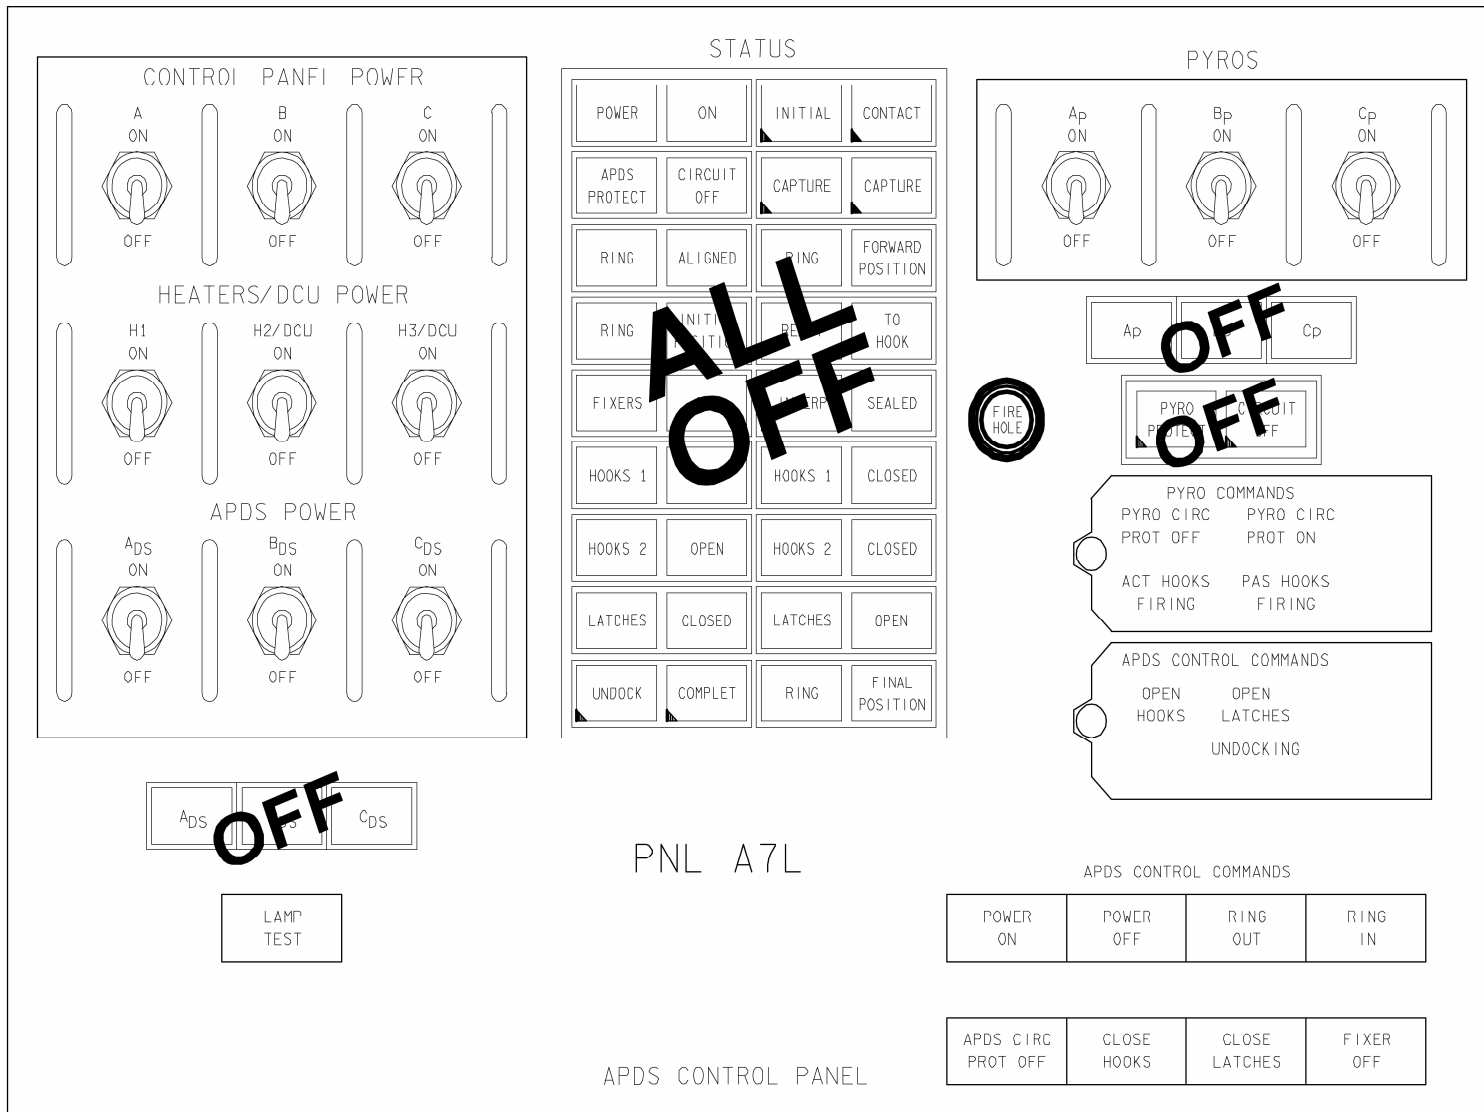 CONTROL PANEL POWER
A B C
ON ON ON
OFF OFF OFF
HEATERS/DCU POWER
H1 H2/DCU H3/DCU
ON ON ON
OFF OFF OFF
APDS POWER
ADS BDS CDS
ON ON ON
OFF OFF OFF
ADS CDS
OFF
LAMP
TEST
STATUS
POWER ON INITIAL CONTACT
APDS PROTECT CIRCUIT OFF CAPTURE CAPTURE
RING ALIGNED RING FORWARD POSITION
RING TO HOOK
FIXERS SEALED
HOOKS 1 HOOKS 1 CLOSED
HOOKS 2 OPEN HOOKS 2 CLOSED
LATCHES CLOSED LATCHES OPEN
UNDOCK COMPLET RING FINAL POSITION
ALL
OFF
PNL A7L
APDS CONTROL PANEL
PYROS
AP BP CP
ON ON ON
OFF OFF OFF
AP CP
OFF
FIRE
HOLE
PYRO PROTECT CIRCUIT OFF
OFF
PYRO COMMANDS
PYRO CIRC PYRO CIRC
PROT OFF PROT ON
ACT HOOKS PAS HOOKS
FIRING FIRING
APDS CONTROL COMMANDS
OPEN OPEN
HOOKS LATCHES
UNDOCKING
APDS CONTROL COMMANDS
POWER POWER RING RING
ON OFF OUT IN
APDS CIRC CLOSE CLOSE FIXER
PROT OFF HOOKS LATCHES OFF